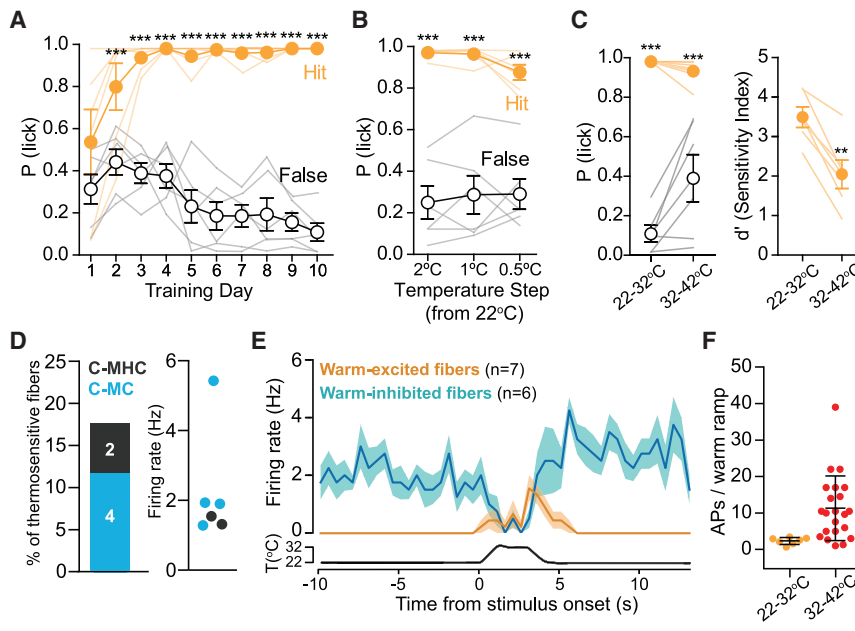 A
P (lick)
1.0
0.8
0.6
0.4
0.2
0.0
*** *** *** *** *** *** *** *** ***
Hit
False
1 2 3 4 5 6 7 8 9 10
Training Day
B
P (lick)
1.0
0.8
0.6
0.4
0.2
0.0
*** *** ***
Hit
False
2ºC 1ºC 0.5ºC
Temperature Step
(from 22ºC)
C
P (lick)
1.0
0.8
0.6
0.4
0.2
0.0
*** ***
22-32ºC 32-42ºC
d' (Sensitivity Index)
5
4
3
2
1
0
**
22-32ºC 32-42ºC
D
% of thermosensitive fibers
25
20
15
10
5
0
C-MHC
C-MC
2
4
Firing rate (Hz)
6
4
2
0
E
Firing rate (Hz)
6
4
2
0
Warm-excited fibers (n=7)
Warm-inhibited fibers (n=6)
T(ºC)
32
22
-10 -5 0 5 10
Time from stimulus onset (s)
F
APs / warm ramp
50
40
30
20
10
0
22-32ºC 32-42ºC